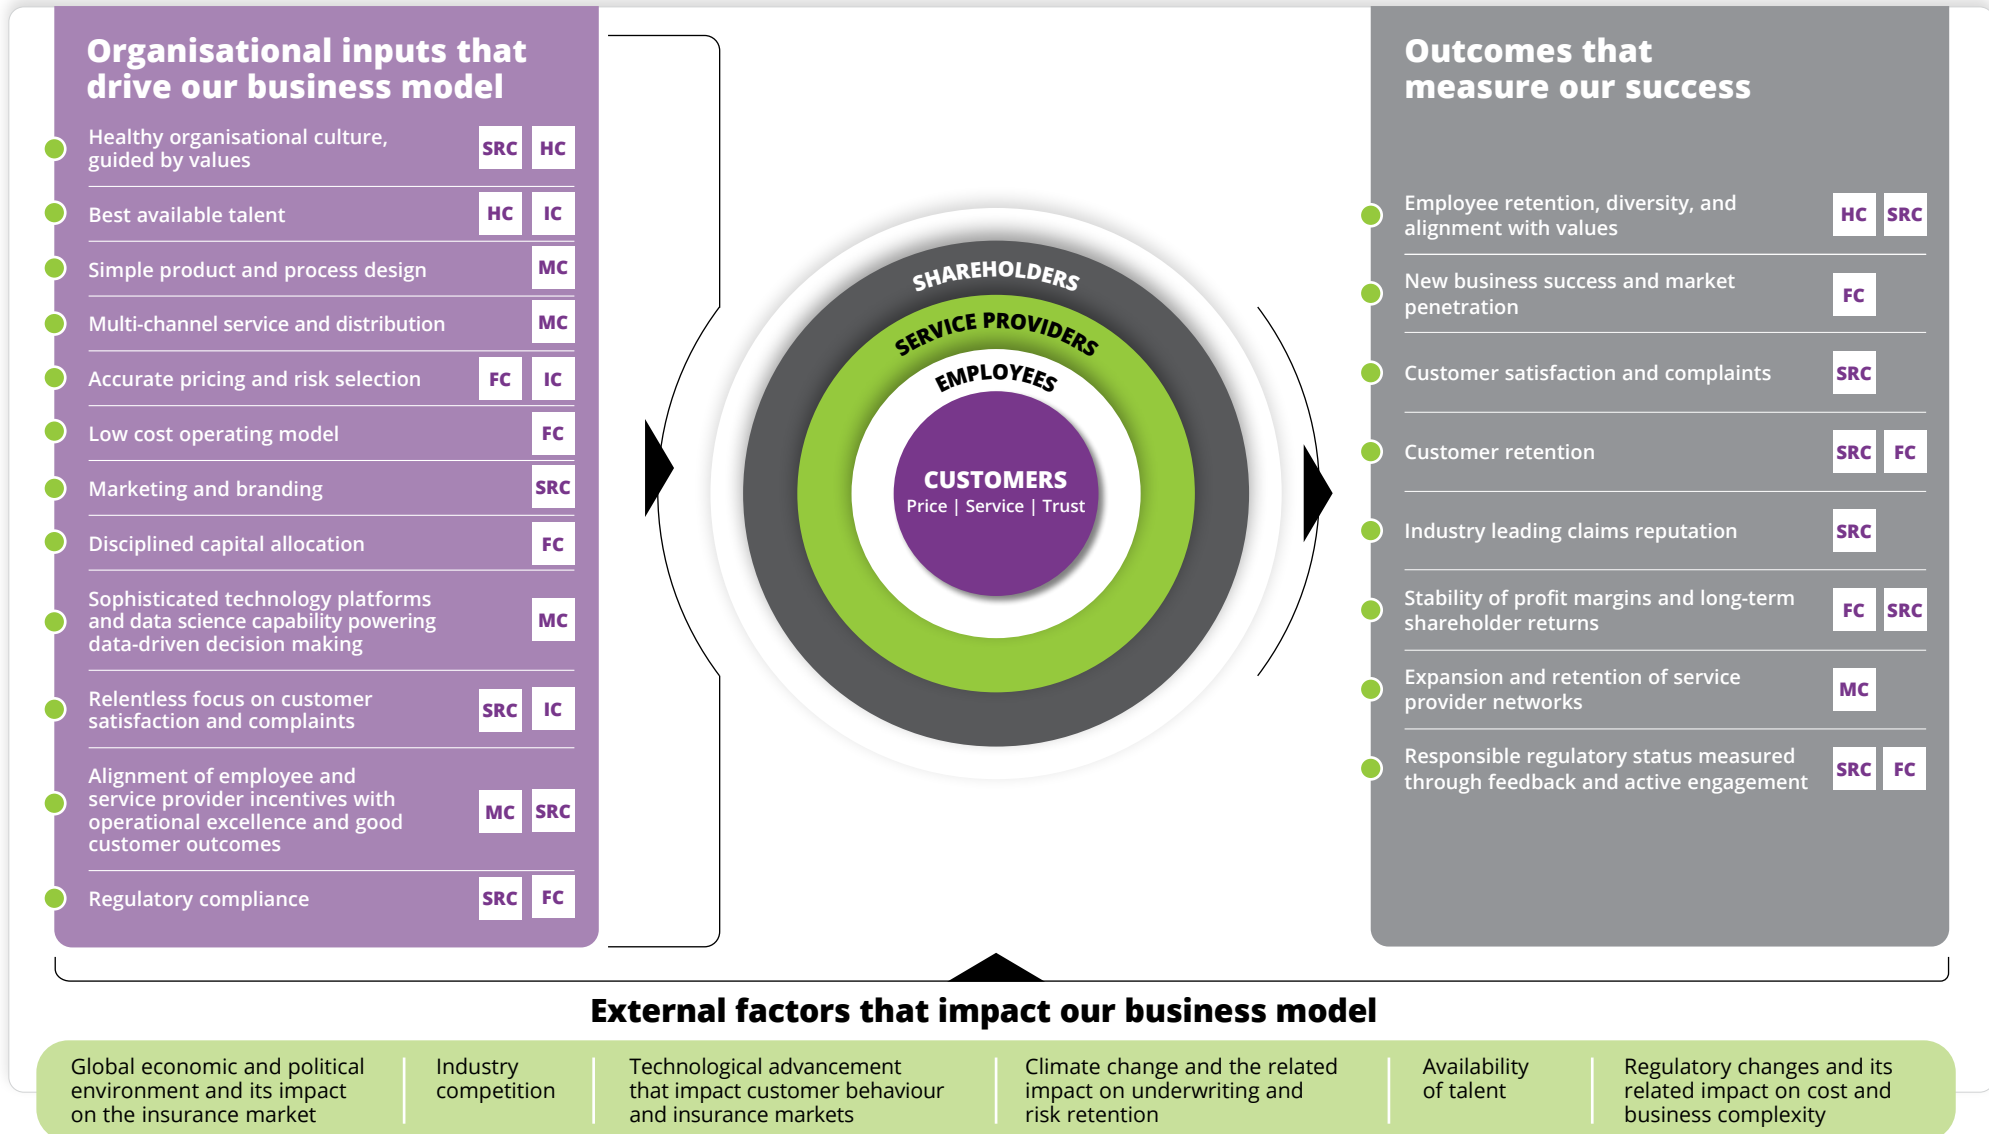 Organisational inputs that
drive our business model
Healthy organisational culture,
guided by values
SRC HC
Best available talent
HC IC
Simple product and process design
MC
Multi-channel service and distribution
MC
Accurate pricing and risk selection
FC IC
Low cost operating model
FC
Marketing and branding
SRC
Disciplined capital allocation
FC
Sophisticated technology platforms
and data science capability powering
data-driven decision making
MC
Relentless focus on customer
satisfaction and complaints
SRC IC
Alignment of employee and
service provider incentives with
operational excellence and good
customer outcomes
MC SRC
Regulatory compliance
SRC FC
SHAREHOLDERS
SERVICE PROVIDERS
EMPLOYEES
CUSTOMERS
Price | Service | Trust
Outcomes that
measure our success
Employee retention, diversity, and
alignment with values
HC SRC
New business success and market
penetration
FC
Customer satisfaction and complaints
SRC
Customer retention
SRC FC
Industry leading claims reputation
SRC
Stability of profit margins and long-term
shareholder returns
FC SRC
Expansion and retention of service
provider networks
MC
Responsible regulatory status measured
through feedback and active engagement
SRC FC
External factors that impact our business model
Global economic and political
environment and its impact
on the insurance market
Industry
competition
Technological advancement
that impact customer behaviour
and insurance markets
Climate change and the related
impact on underwriting and
risk retention
Availability
of talent
Regulatory changes and its
related impact on cost and
business complexity